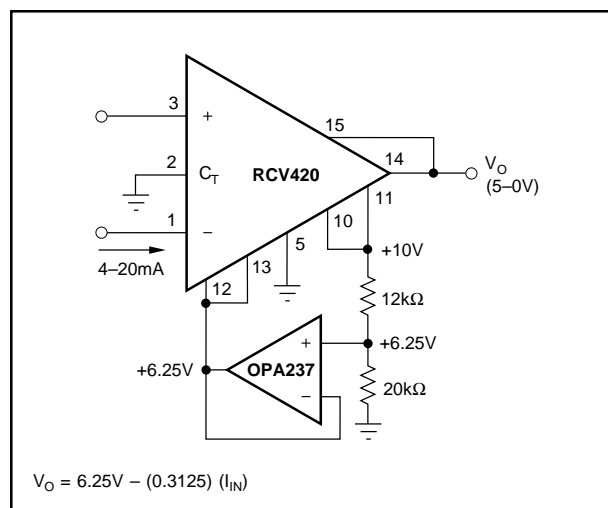 3
+
15
2
C_T
RCV420
14
V_O
(5–0V)
11
1
–
10
4–20mA
5
+10V
13
12
12kΩ
+
+6.25V
+6.25V
OPA237
–
20kΩ
V_O = 6.25V – (0.3125) (I_IN)